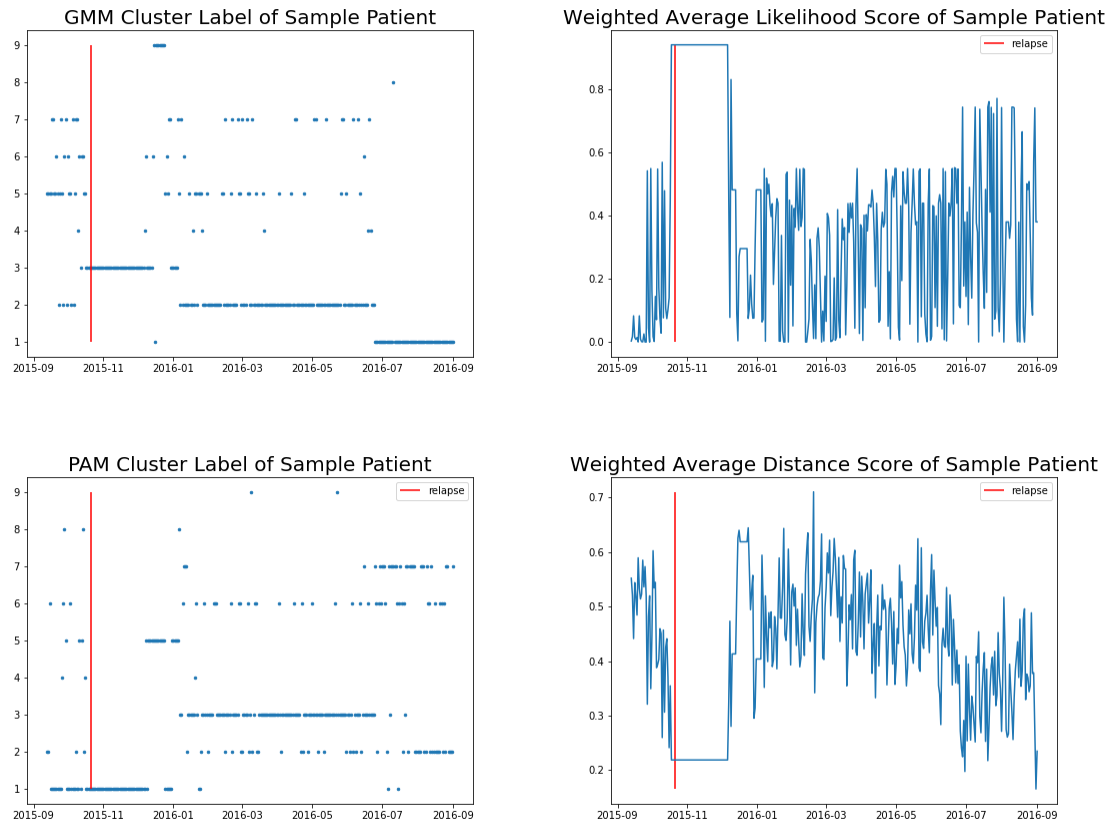 GMM Cluster Label of Sample Patient
9
8
7
6
5
4
3
2
1
2015-09 2015-11 2016-01 2016-03 2016-05 2016-07 2016-09
Weighted Average Likelihood Score of Sample Patient
relapse
0.8
0.6
0.4
0.2
0.0
2015-09 2015-11 2016-01 2016-03 2016-05 2016-07 2016-09
PAM Cluster Label of Sample Patient
relapse
9
8
7
6
5
4
3
2
1
2015-09 2015-11 2016-01 2016-03 2016-05 2016-07 2016-09
Weighted Average Distance Score of Sample Patient
relapse
0.7
0.6
0.5
0.4
0.3
0.2
2015-09 2015-11 2016-01 2016-03 2016-05 2016-07 2016-09